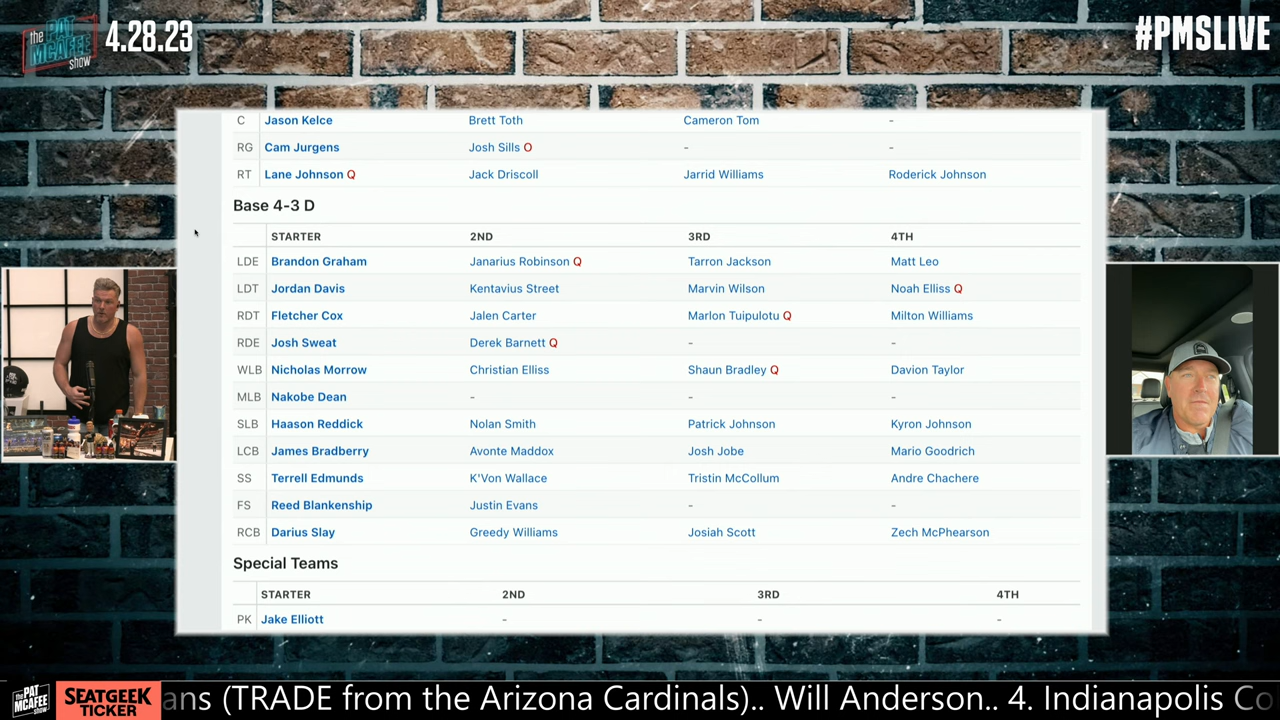 the PAT MCAFEE show
4.28.23
#PMSLIVE
C Jason Kelce Brett Toth Cameron Tom -
RG Cam Jurgens Josh Sills O - -
RT Lane Johnson Q Jack Driscoll Jarrid Williams Roderick Johnson
Base 4-3 D
STARTER 2ND 3RD 4TH
LDE Brandon Graham Janarius Robinson Q Tarron Jackson Matt Leo
LDT Jordan Davis Kentavius Street Marvin Wilson Noah Elliss Q
RDT Fletcher Cox Jalen Carter Marlon Tuipulotu Q Milton Williams
RDE Josh Sweat Derek Barnett Q - -
WLB Nicholas Morrow Christian Elliss Shaun Bradley Q Davion Taylor
MLB Nakobe Dean - - -
SLB Haason Reddick Nolan Smith Patrick Johnson Kyron Johnson
LCB James Bradberry Avonte Maddox Josh Jobe Mario Goodrich
SS Terrell Edmunds K'Von Wallace Tristin McCollum Andre Chachere
FS Reed Blankenship Justin Evans - -
RCB Darius Slay Greedy Williams Josiah Scott Zech McPhearson
Special Teams
STARTER 2ND 3RD 4TH
PK Jake Elliott - - -
the PAT MCAFEE show
SEATGEEK TICKER
ans (TRADE from the Arizona Cardinals).. Will Anderson.. 4. Indianapolis Co